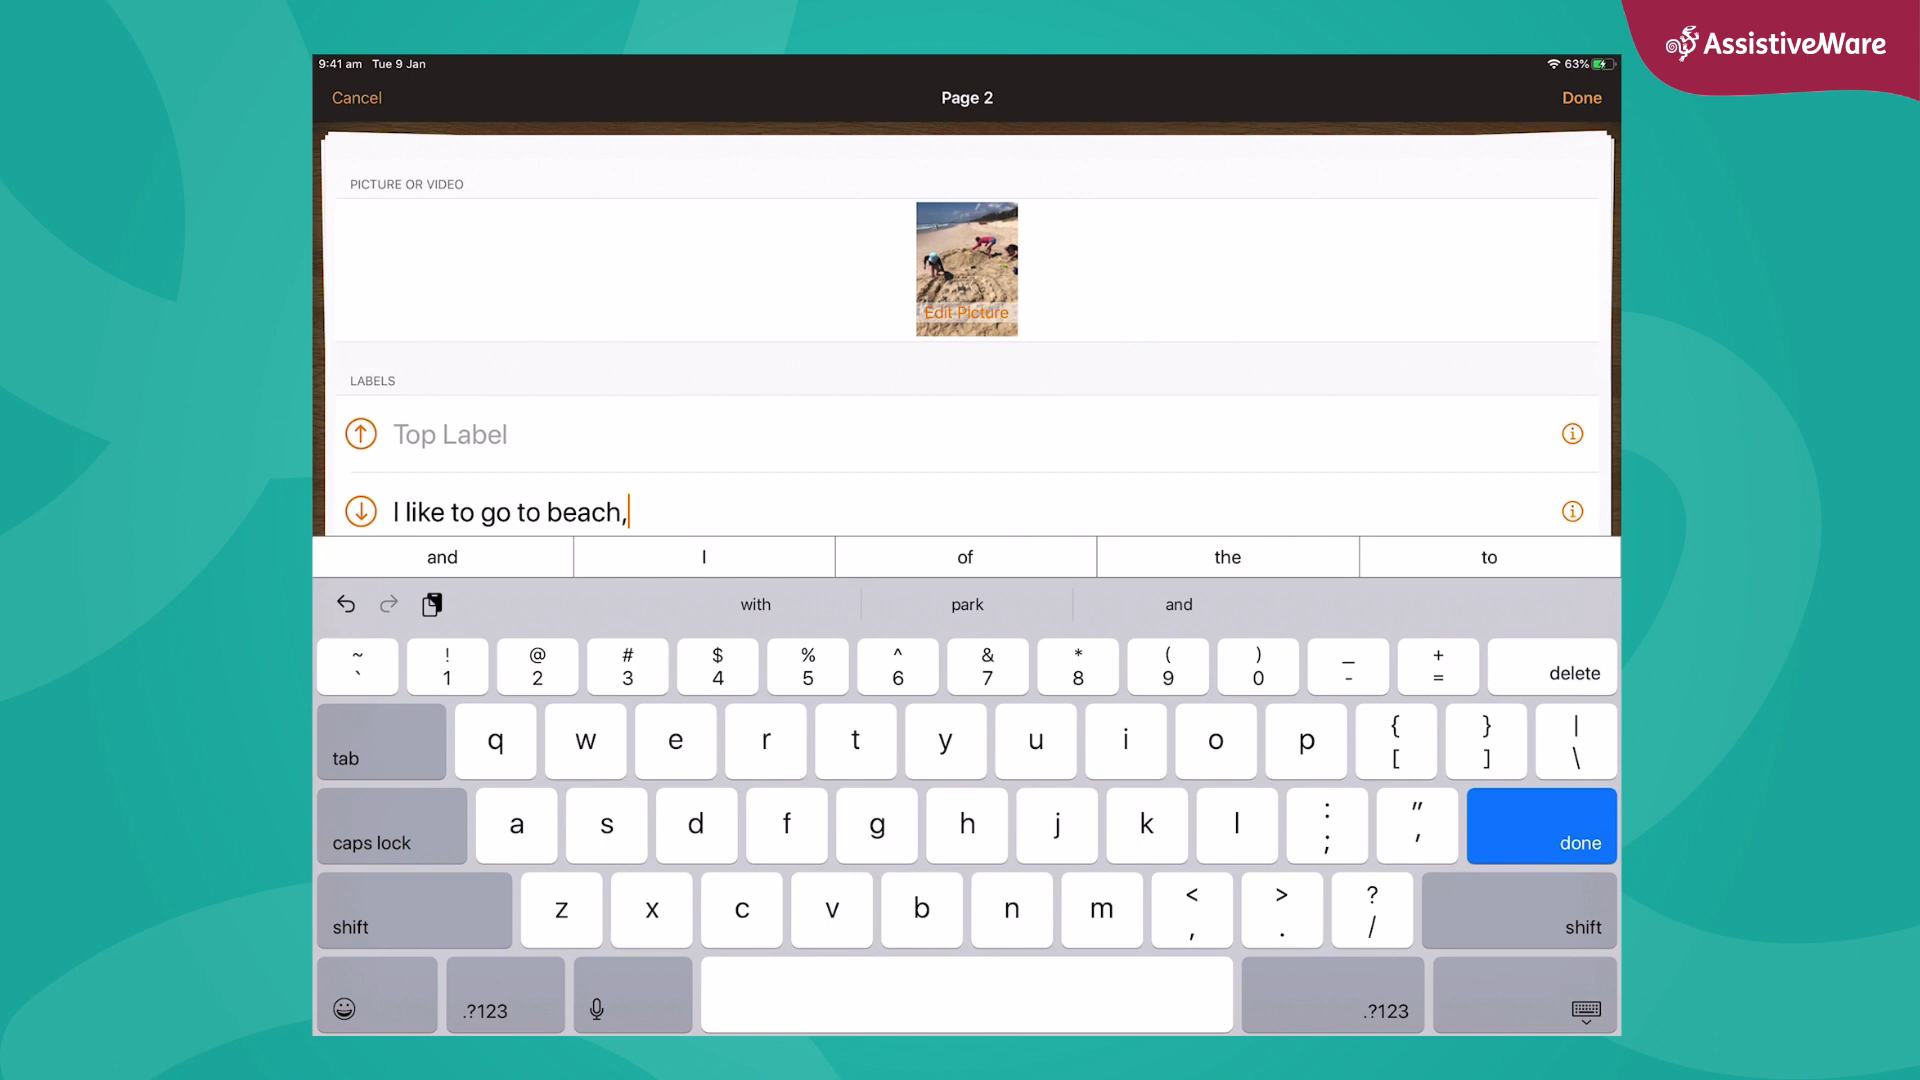 AssistiveWare
9:41 am Tue 9 Jan
63%
Cancel
Page 2
Done
PICTURE OR VIDEO
Edit Picture
LABELS
Top Label
I like to go to beach,
and I of the to
with park and
~ ! @ # $ % ^ & * ( ) _ +
` 1 2 3 4 5 6 7 8 9 0 - = delete
tab q w e r t y u i o p { [ } ] | \
caps lock a s d f g h j k l : ; " ' done
shift z x c v b n m < , > . ? / shift
.?123 .?123